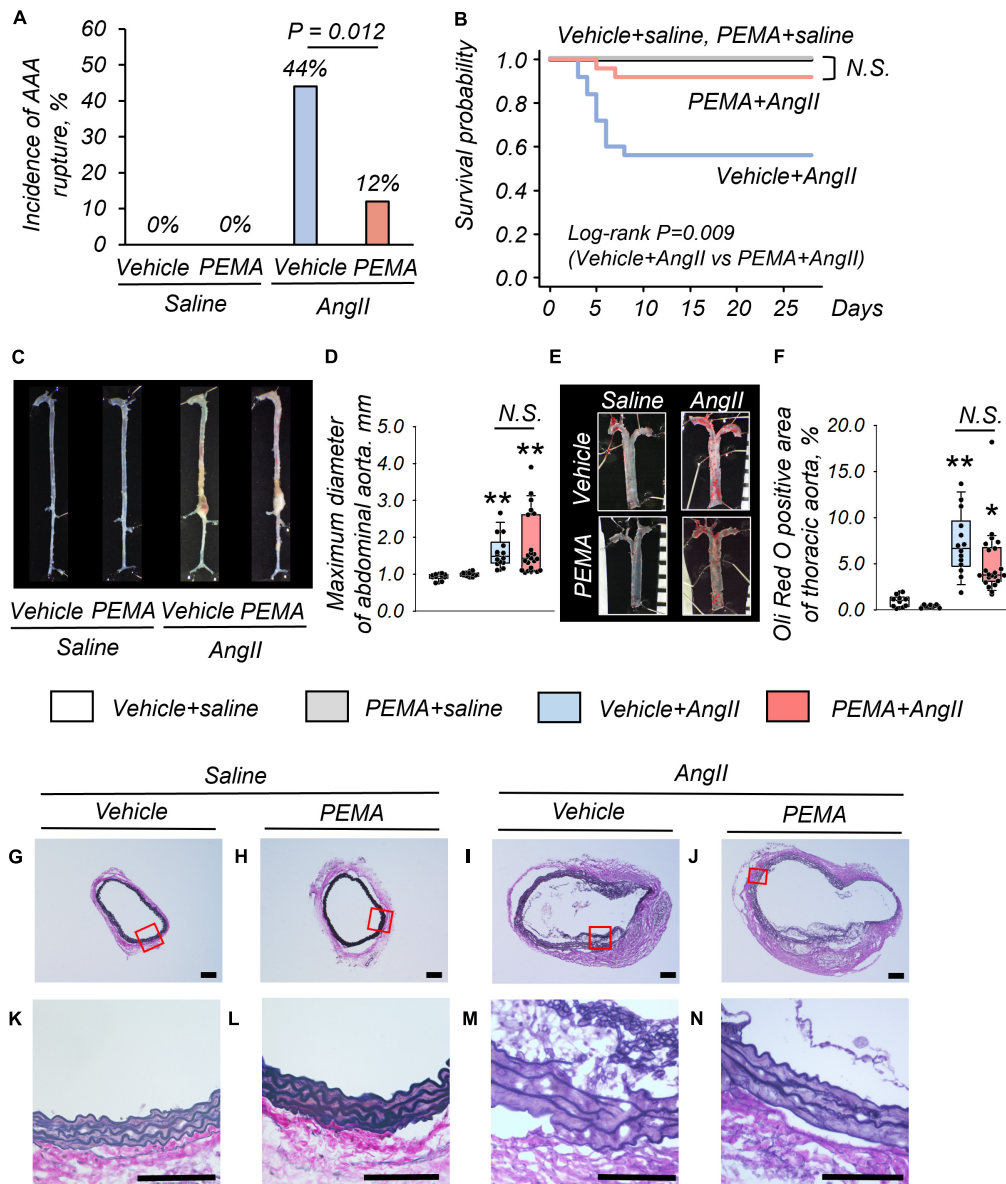 A
Incidence of AAA
rupture, %
60
50
40
30
20
10
0
P = 0.012
44%
12%
0%
0%
Vehicle PEMA
Vehicle PEMA
Saline
AngII
B
Survival probability
Vehicle+saline, PEMA+saline
1.0
0.8
0.6
0.4
0.2
0.0
N.S.
PEMA+AngII
Vehicle+AngII
Log-rank P=0.009
(Vehicle+AngII vs PEMA+AngII)
0
5
10
15
20
25
Days
C
Vehicle PEMA
Vehicle PEMA
Saline
AngII
D
Maximum diameter
of abdominal aorta. mm
5.0
4.0
3.0
2.0
1.0
0.0
N.S.
**
**
E
Saline
AngII
Vehicle
PEMA
F
Oli Red O positive area
of thoracic aorta, %
20.0
15.0
10.0
5.0
0.0
N.S.
**
*
Vehicle+saline
PEMA+saline
Vehicle+AngII
PEMA+AngII
Saline
AngII
Vehicle
PEMA
Vehicle
PEMA
G
H
I
J
K
L
M
N